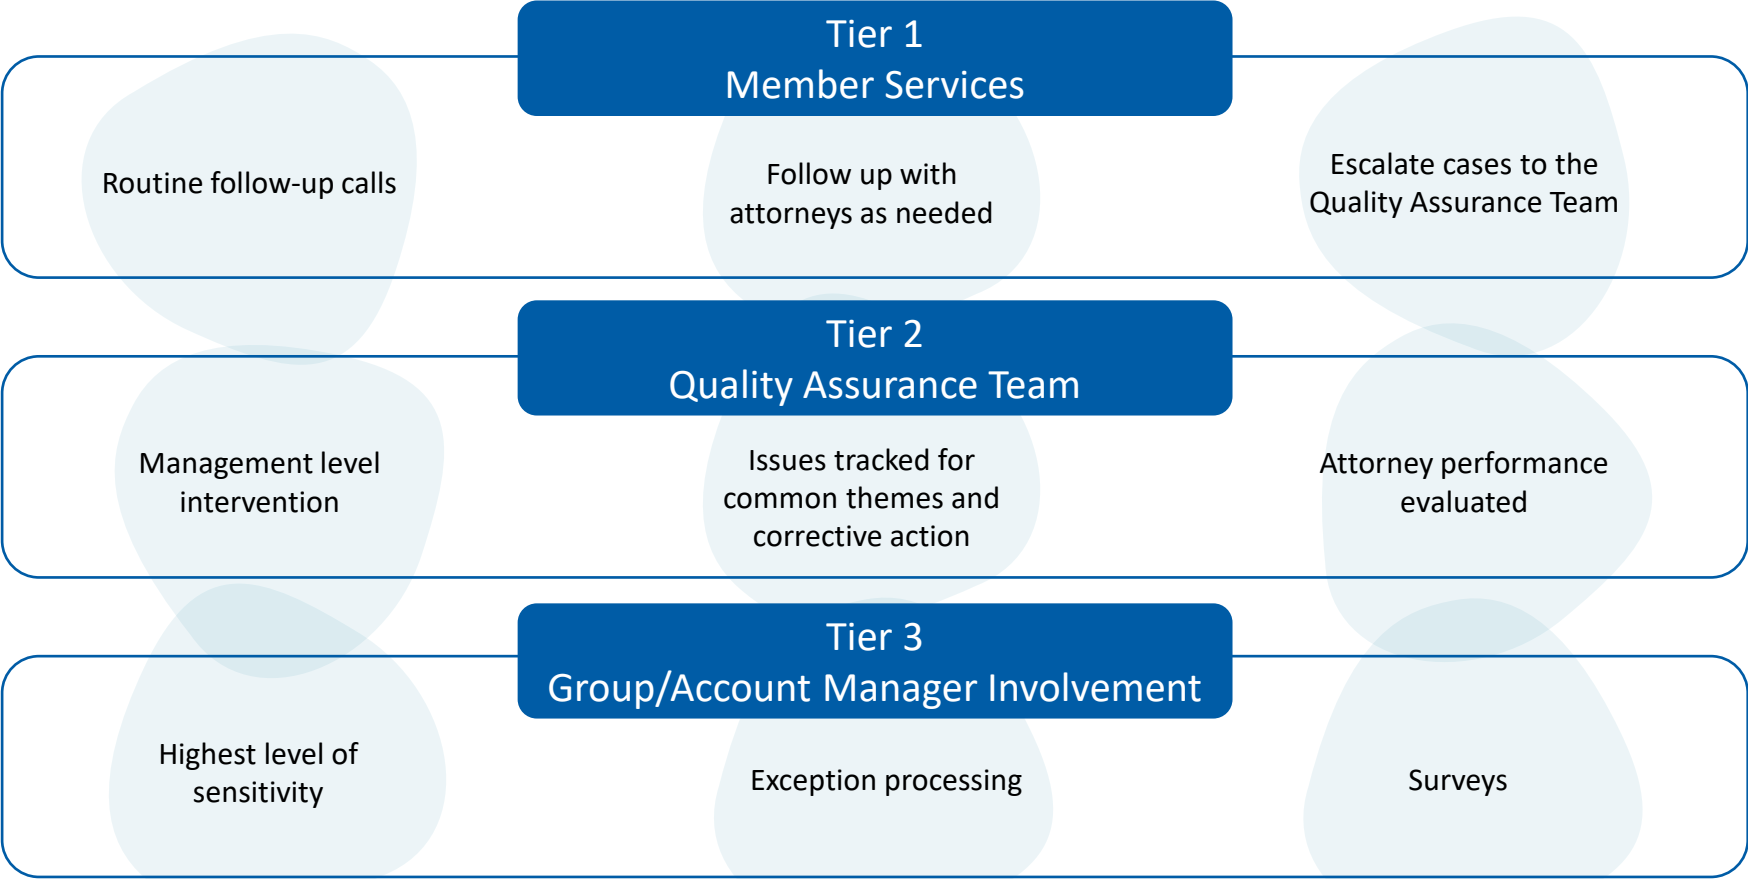 Tier 1
Member Services
Routine follow-up calls
Follow up with
attorneys as needed
Escalate cases to the
Quality Assurance Team
Tier 2
Quality Assurance Team
Management level
intervention
Issues tracked for
common themes and
corrective action
Attorney performance
evaluated
Tier 3
Group/Account Manager Involvement
Highest level of
sensitivity
Exception processing
Surveys